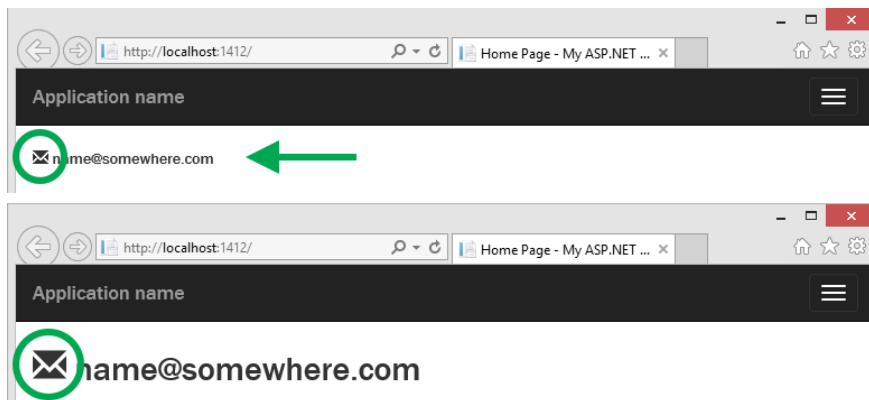 http://localhost:1412/
Home Page - My ASP.NET ...
Application name
name@somewhere.com
http://localhost:1412/
Home Page - My ASP.NET ...
Application name
name@somewhere.com